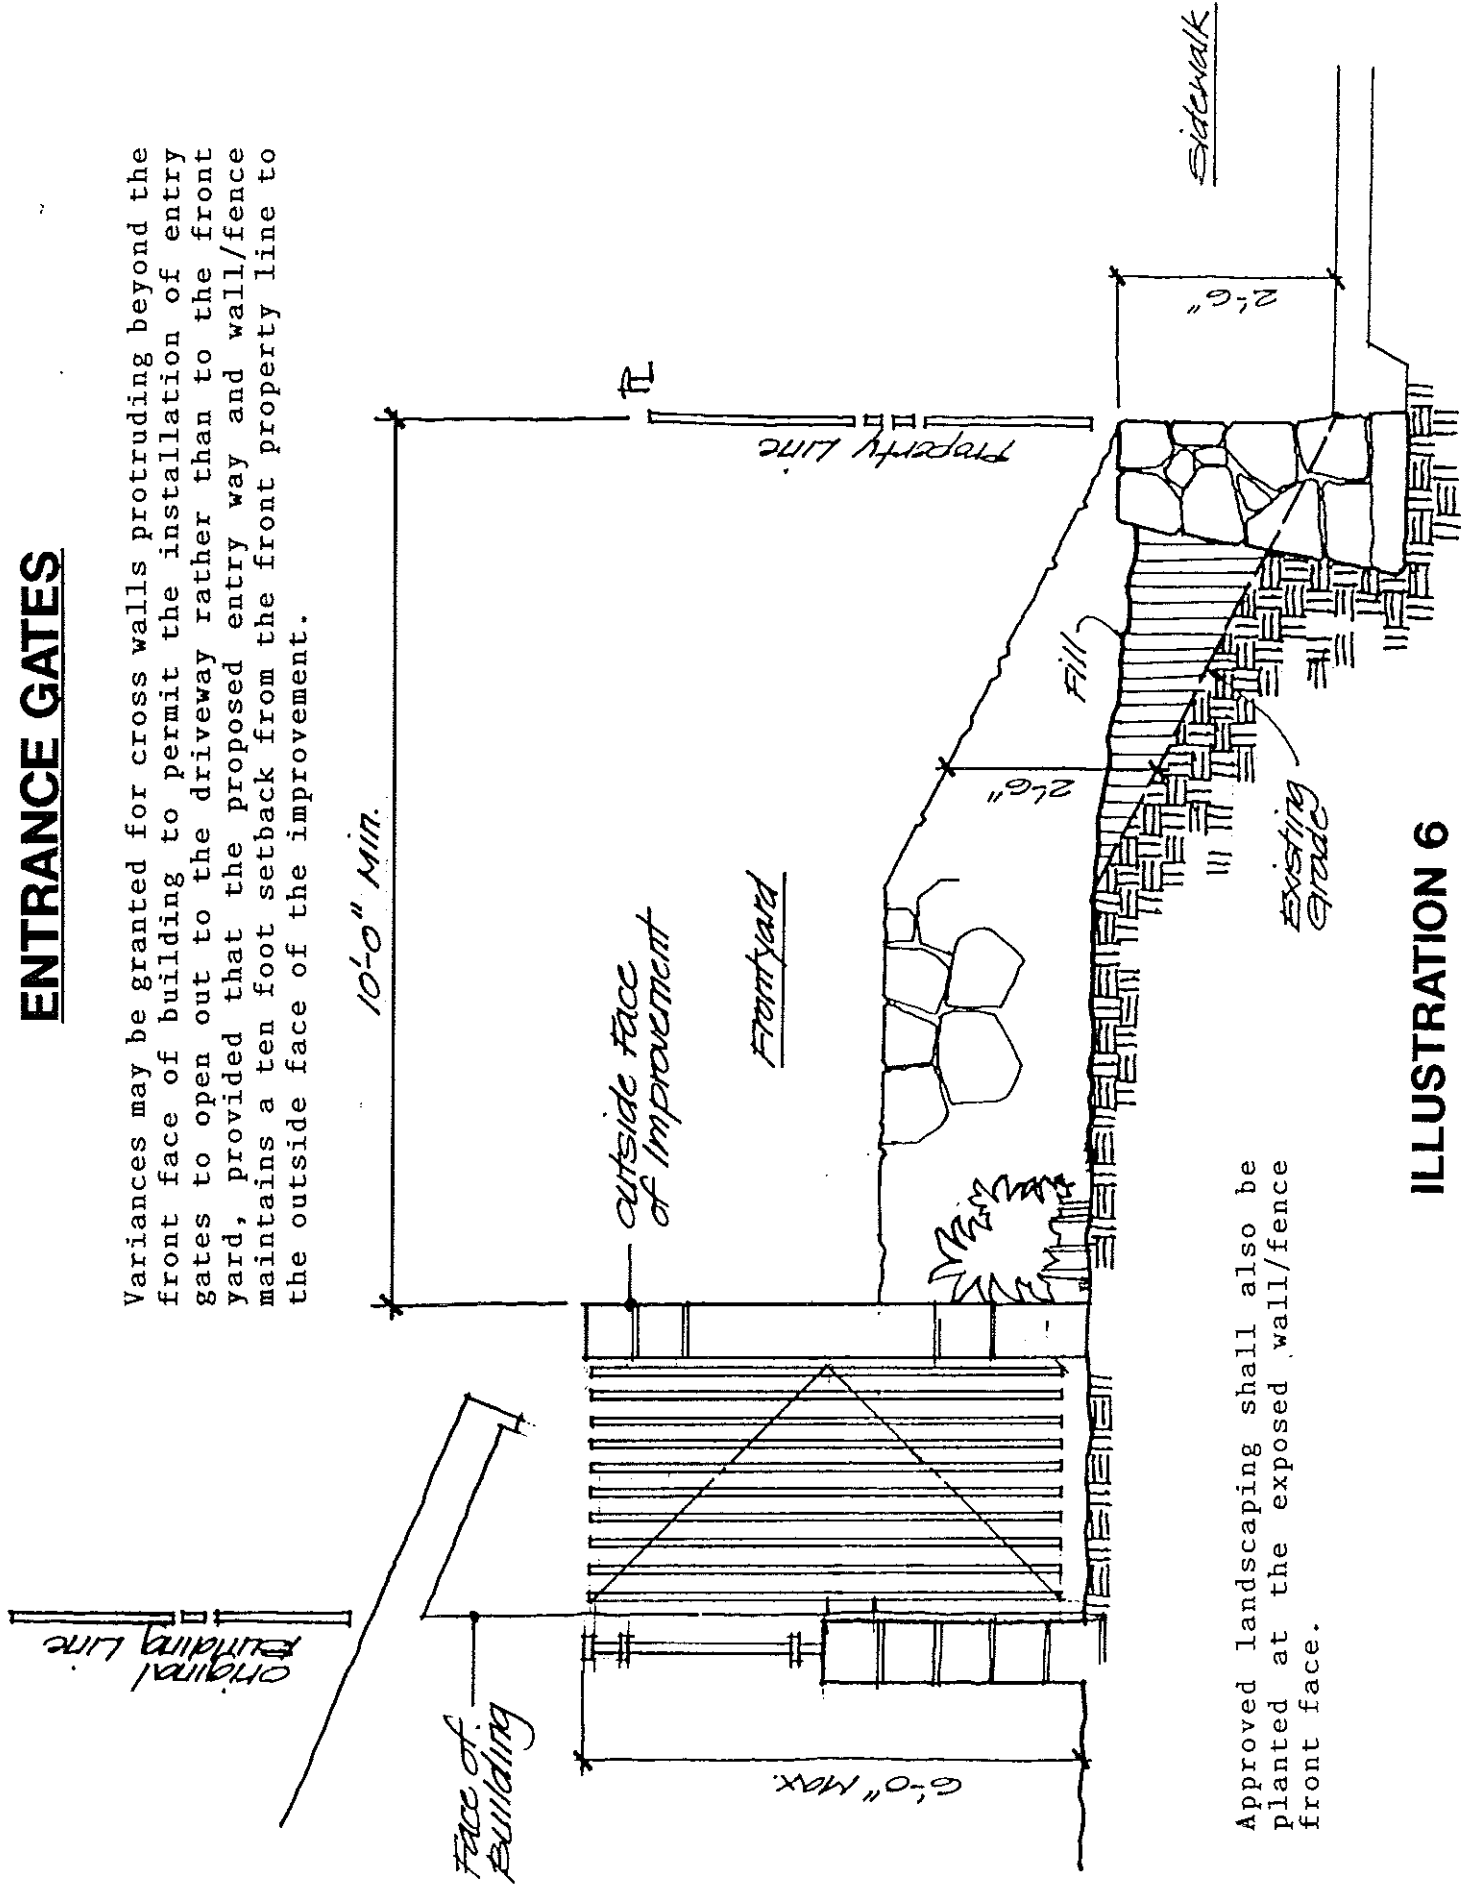 ENTRANCE GATES
Variances may be granted for cross walls protruding beyond the
front face of building to permit the installation of entry
gates to open out to the driveway rather than to the front
yard, provided that the proposed entry way and wall/fence
maintains a ten foot setback from the front property line to
the outside face of the improvement.
10'-0" Min.
Original
Building Line
Face of
Building
Outside Face
of Improvement
PL
Property Line
Frontyard
Sidewalk
6'-0" Max.
2'-6"
Fill
2'-6"
Existing
grade
Approved landscaping shall also be
planted at the exposed wall/fence
front face.
ILLUSTRATION 6